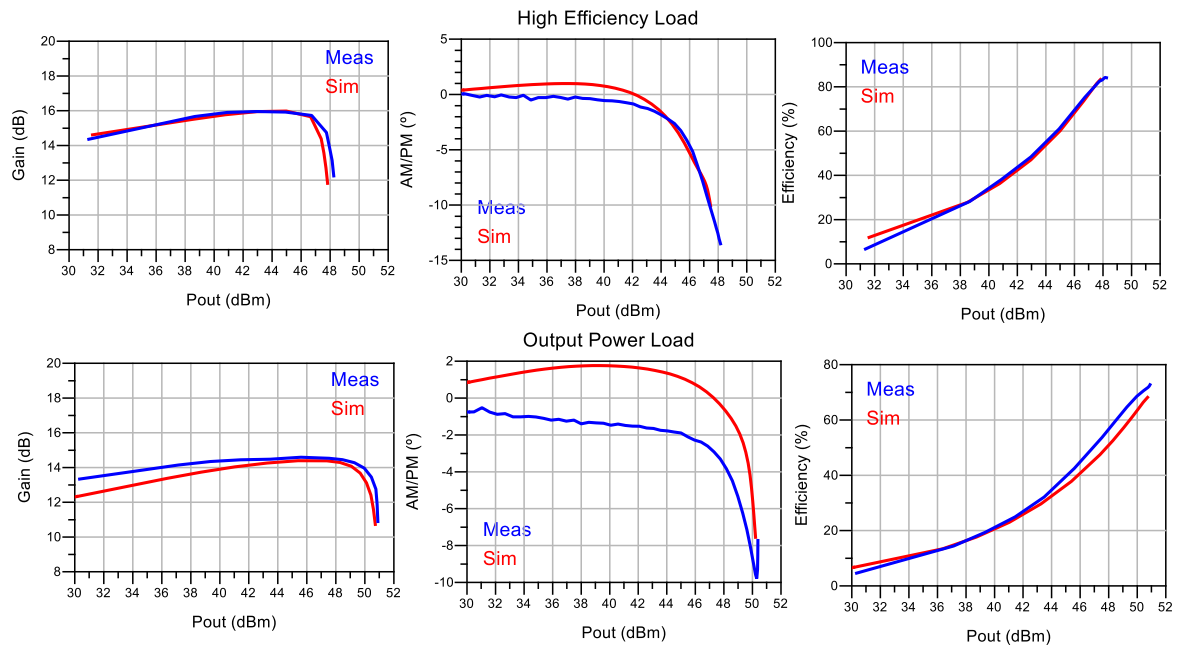 High Efficiency Load
20
18
16
14
12
10
8
Gain (dB)
Meas
Sim
30 32 34 36 38 40 42 44 46 48 50 52
Pout (dBm)
5
0
-5
-10
-15
AM/PM (º)
Meas
Sim
30 32 34 36 38 40 42 44 46 48 50 52
Pout (dBm)
100
80
60
40
20
0
Efficiency (%)
Meas
Sim
30 32 34 36 38 40 42 44 46 48 50 52
Pout (dBm)
Output Power Load
20
18
16
14
12
10
8
Gain (dB)
Meas
Sim
30 32 34 36 38 40 42 44 46 48 50 52
Pout (dBm)
2
0
-2
-4
-6
-8
-10
AM/PM (º)
Meas
Sim
30 32 34 36 38 40 42 44 46 48 50 52
Pout (dBm)
80
60
40
20
0
Efficiency (%)
Meas
Sim
30 32 34 36 38 40 42 44 46 48 50 52
Pout (dBm)